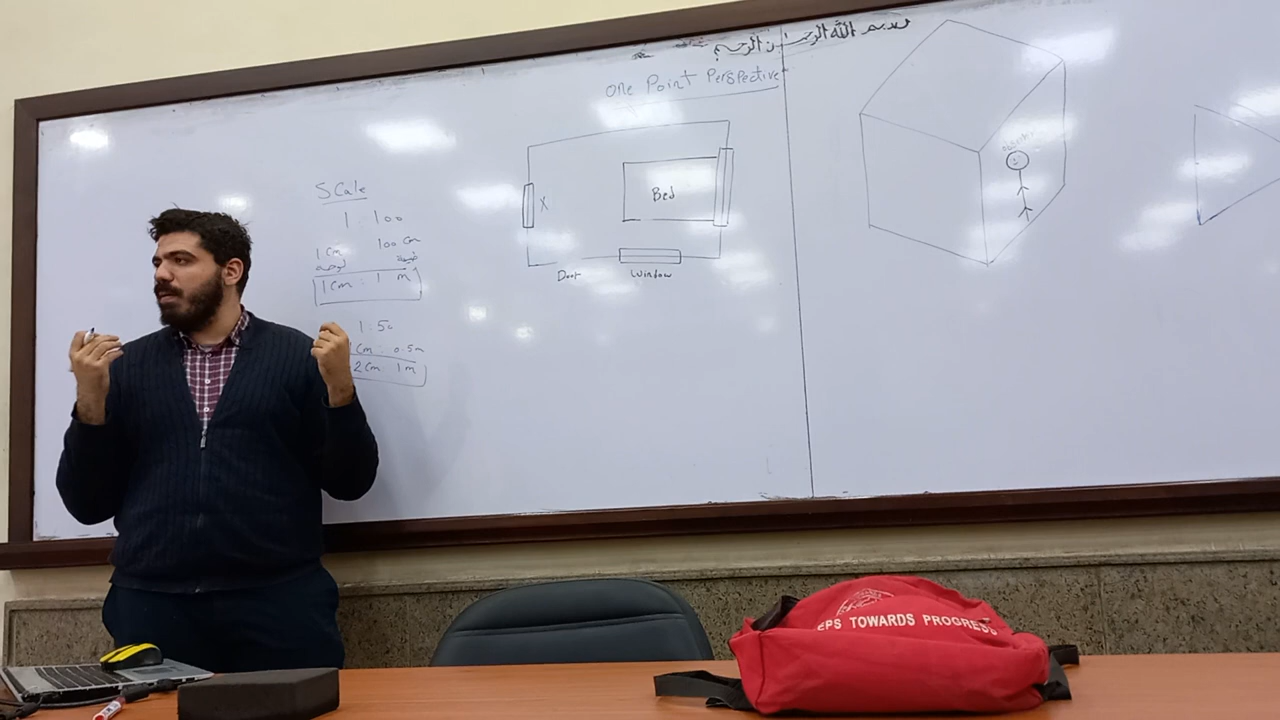 بسم الله الرحمن الرحيم
One Point Perspective
Scale
1 : 100
1 cm 100 cm
لوحة
1 cm : 1 m
1 : 50
1 cm : 0.5 m
2 cm 1 m
X
Bed
Door
Window
EPS TOWARDS PROGRESS